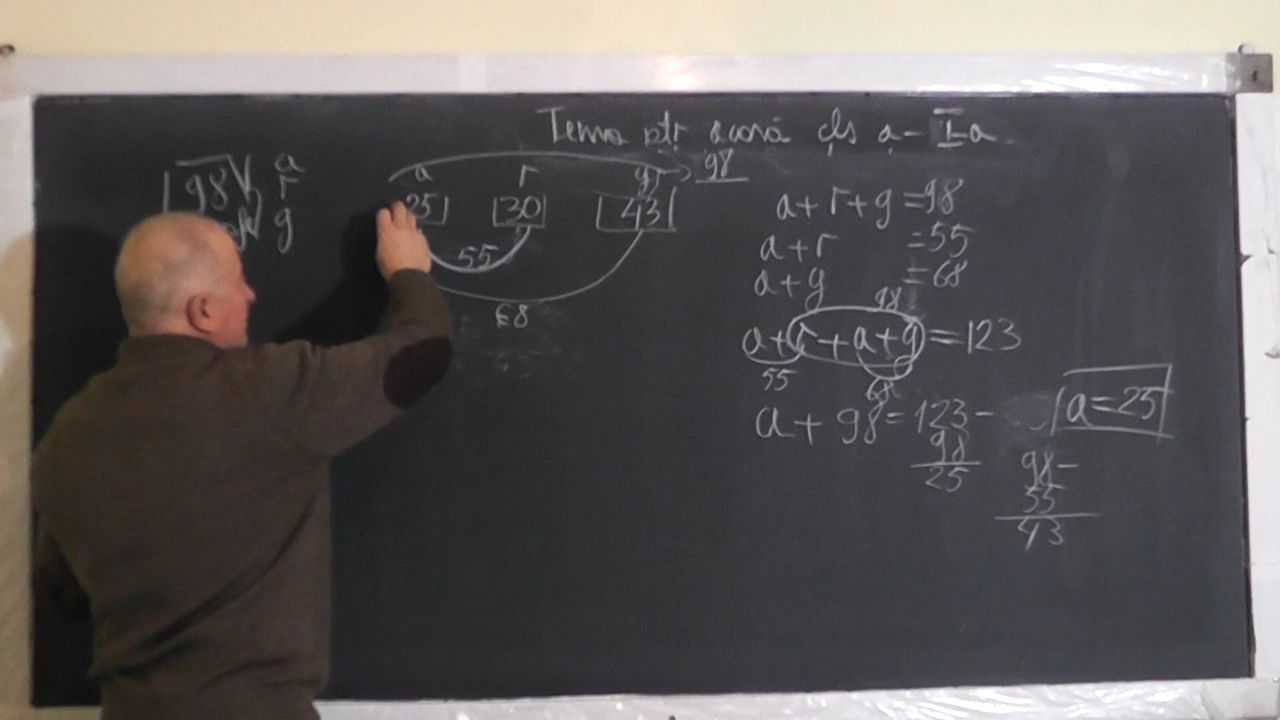 Tema ptr acasă cls a-I-a
98 a
r
g
a r g 98
25 30 43
55
68
a+r+g=98
a+r =55
a+g =68
98
a+r+a+g=123
55 68
a+98=123-
98
25
a=25
98-
55
43